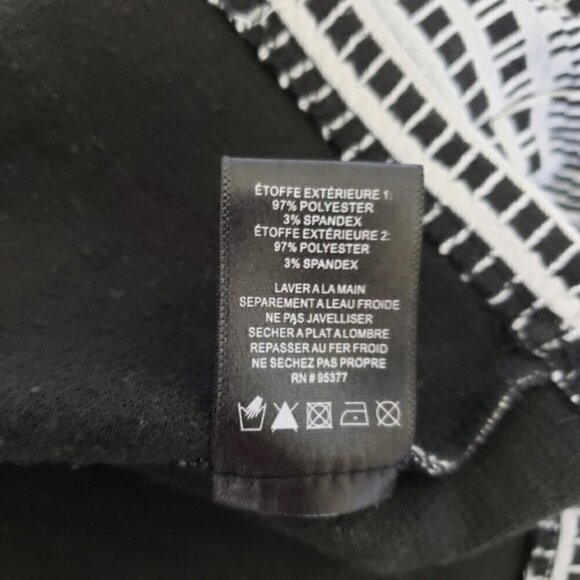 ÉTOFFE EXTÉRIEURE 1:
97% POLYESTER
3% SPANDEX
ÉTOFFE EXTÉRIEURE 2:
97% POLYESTER
3% SPANDEX
LAVER A LA MAIN
SEPAREMENT A LEAU FROIDE
NE PAS JAVELLISER
SECHER A PLAT A LOMBRE
REPASSER AU FER FROID
NE SECHEZ PAS PROPRE
RN # 95377